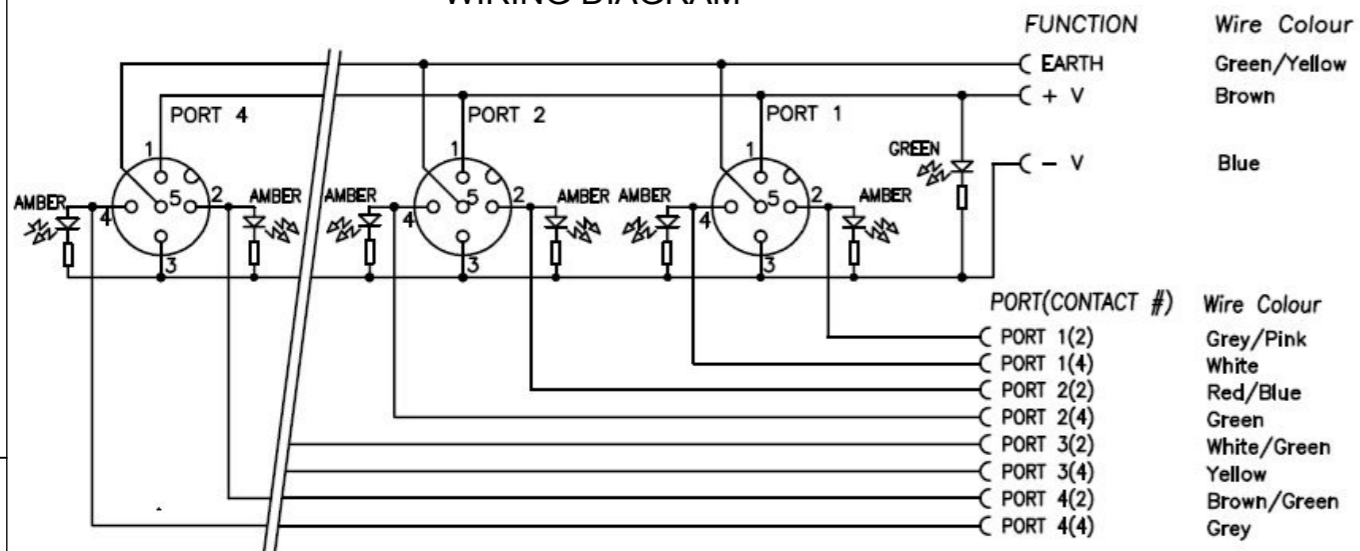 WIRING DIAGRAM
FUNCTION Wire Colour
EARTH Green/Yellow
+ V Brown
- V Blue
PORT 4 PORT 2 PORT 1
GREEN
1 1 1
AMBER 4 5 2 AMBER AMBER 4 5 2 AMBER AMBER 4 5 2 AMBER
3 3 3
PORT(CONTACT #) Wire Colour
PORT 1(2) Grey/Pink
PORT 1(4) White
PORT 2(2) Red/Blue
PORT 2(4) Green
PORT 3(2) White/Green
PORT 3(4) Yellow
PORT 4(2) Brown/Green
PORT 4(4) Grey